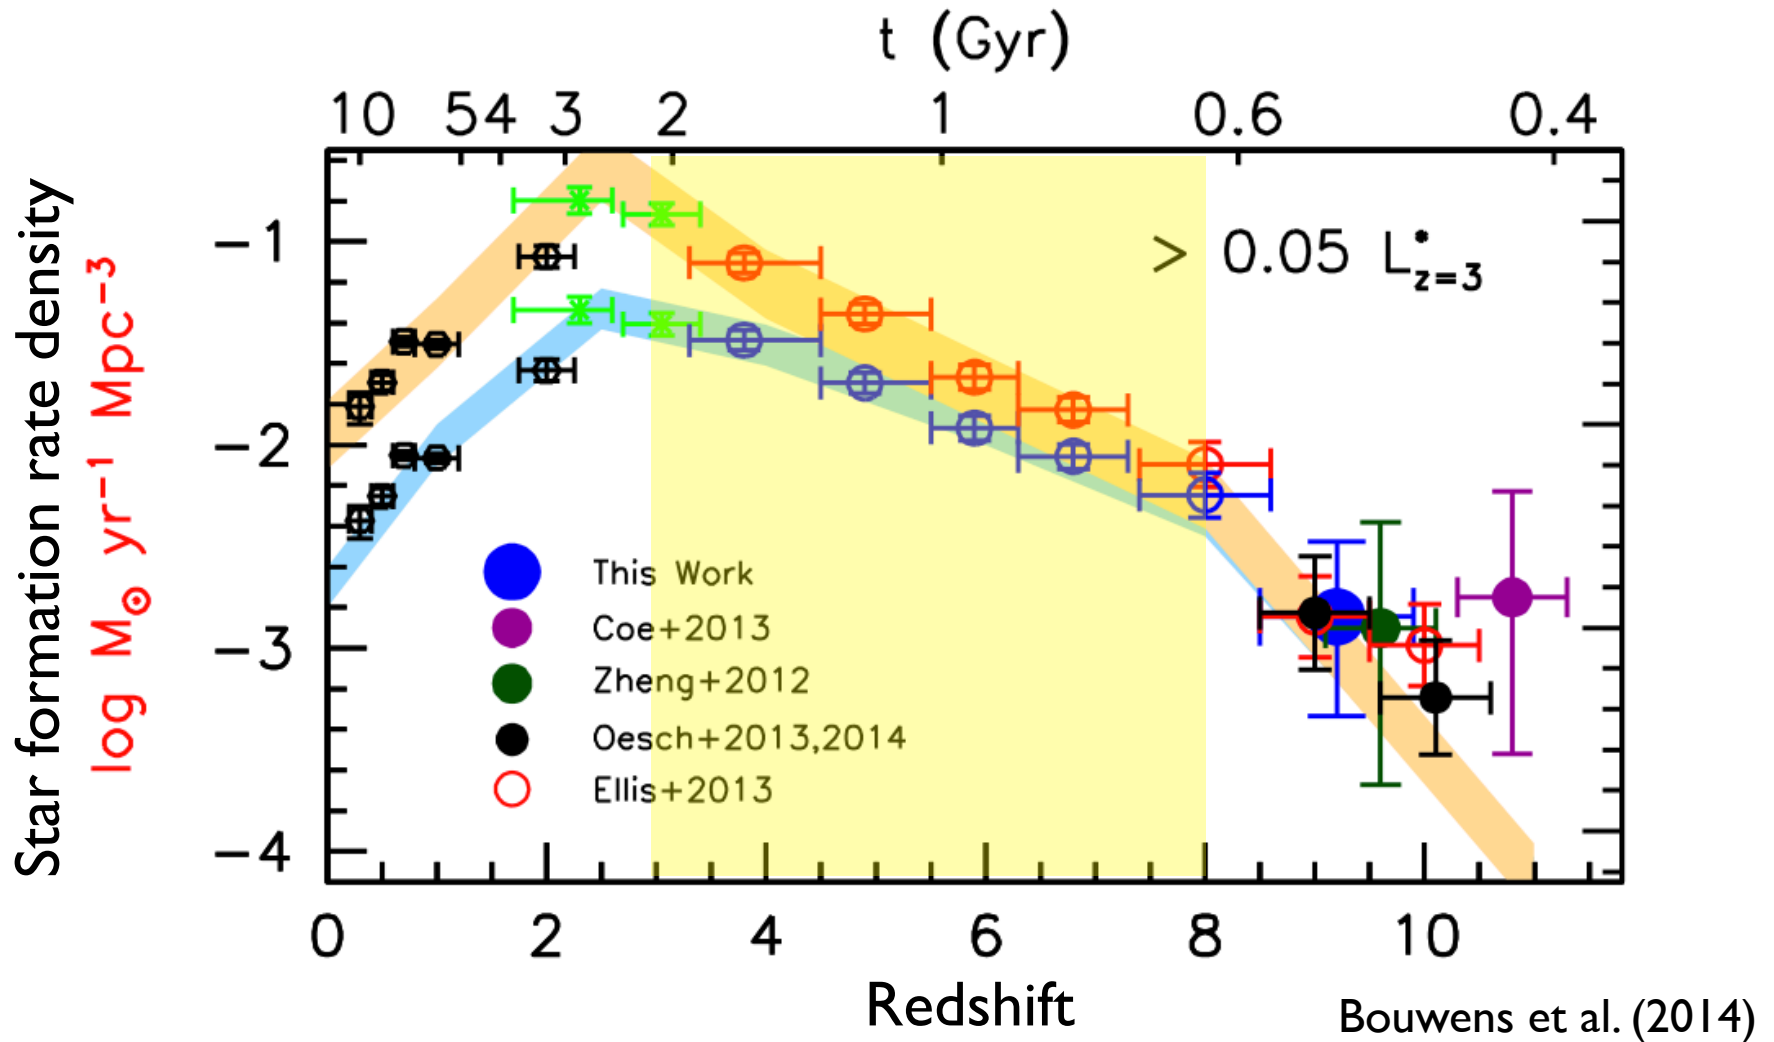 t (Gyr)
10 5 4 3 2 1 0.6 0.4
Star formation rate density
log M⊙ yr−1 Mpc−3
−1
−2
−3
−4
> 0.05 L*z=3
This Work
Coe+2013
Zheng+2012
Oesch+2013,2014
Ellis+2013
0 2 4 6 8 10
Redshift
Bouwens et al. (2014)